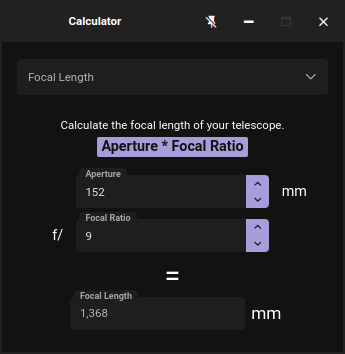 Calculator
Focal Length
Calculate the focal length of your telescope.
Aperture * Focal Ratio
Aperture
152 mm
Focal Ratio
f/ 9
=
Focal Length
1,368 mm